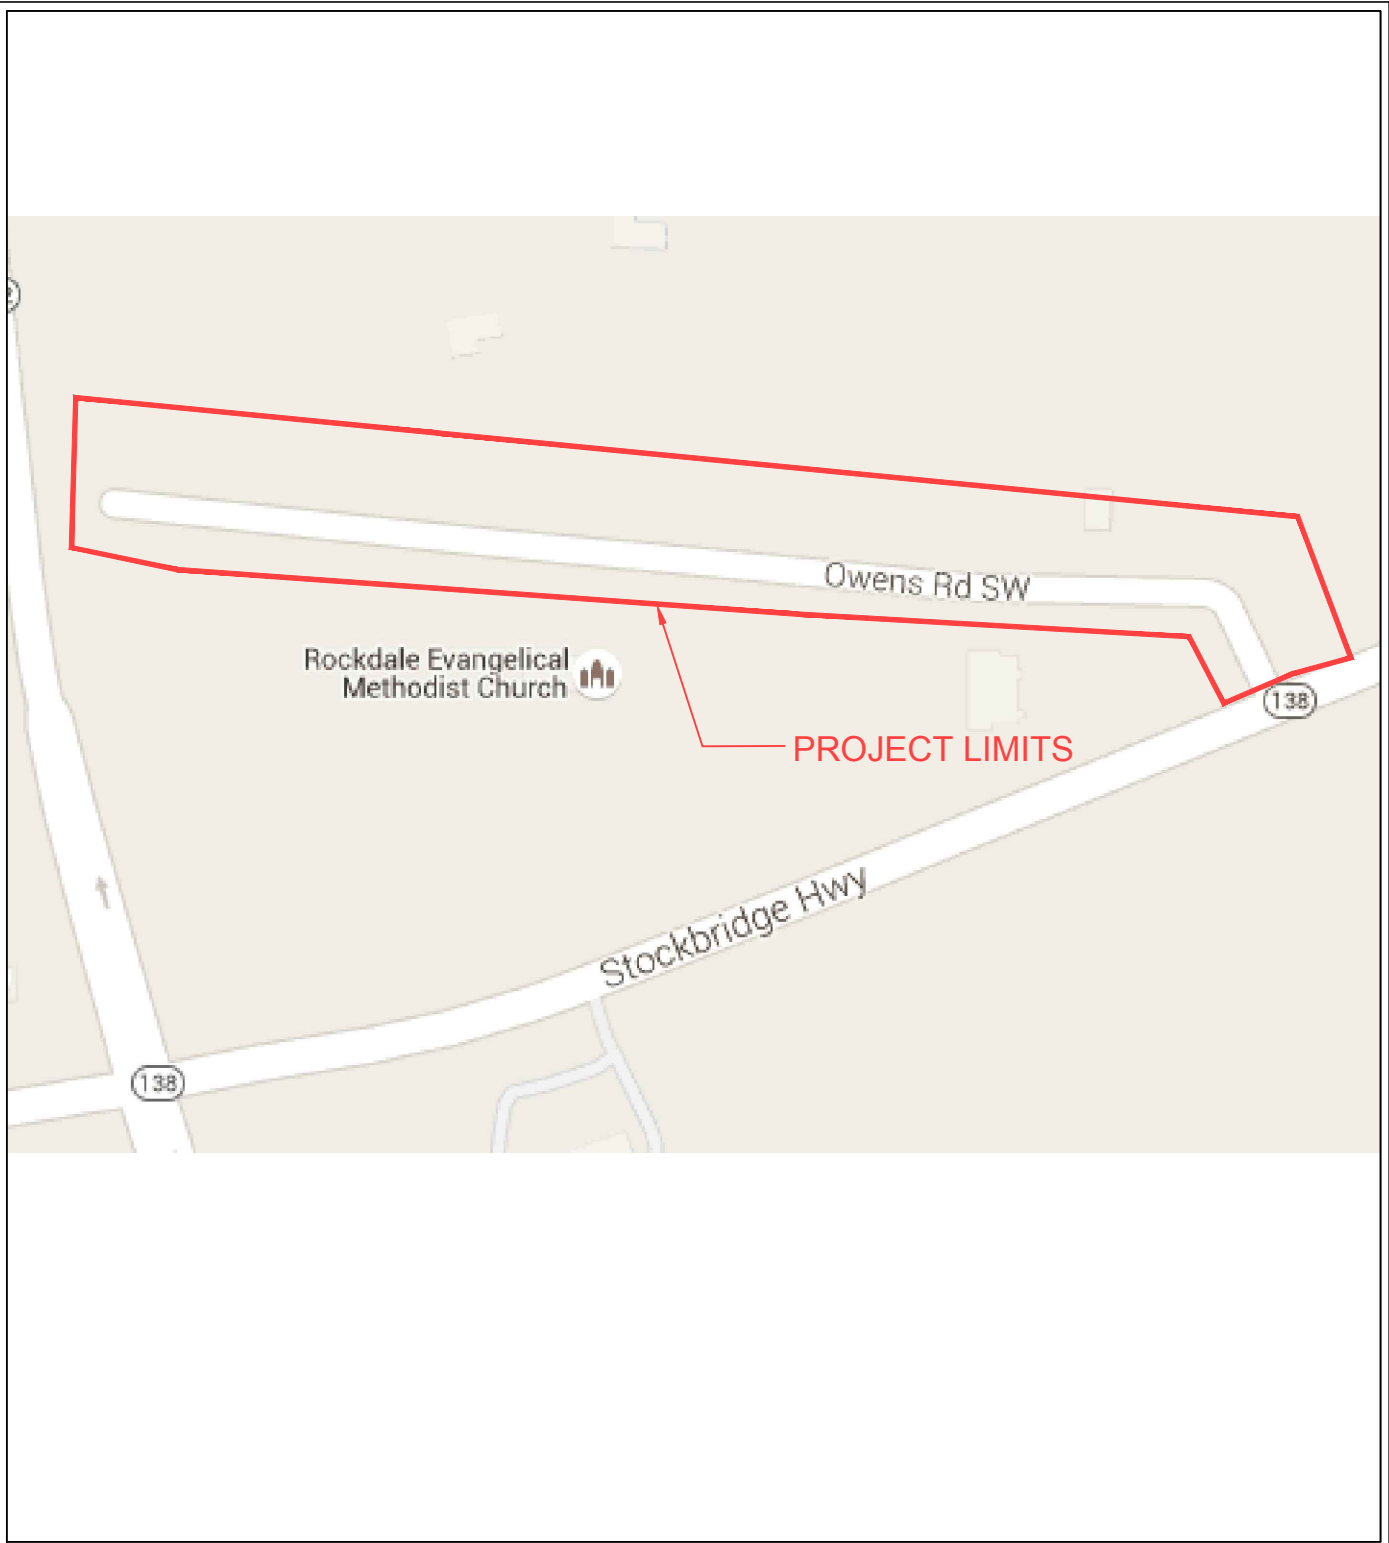 Owens Rd SW
Rockdale Evangelical
Methodist Church
138
PROJECT LIMITS
Stockbridge Hwy
138